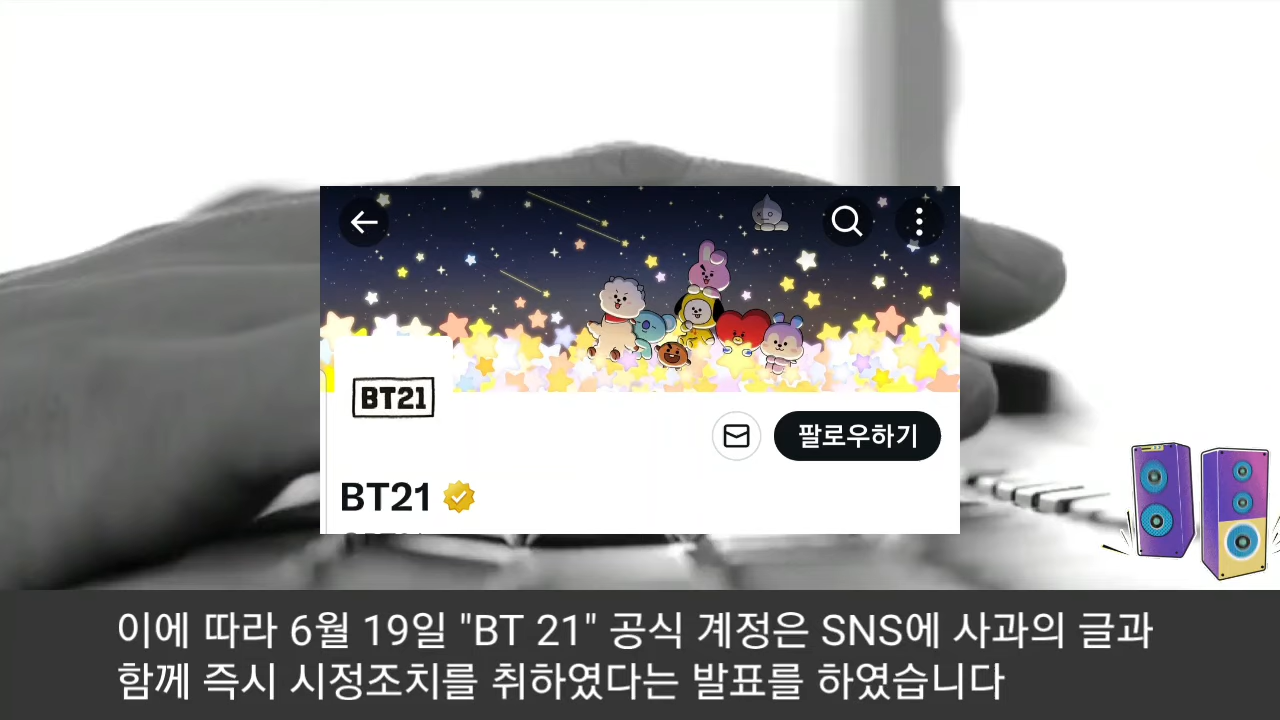 BT21
팔로우하기
BT21
이에 따라 6월 19일 "BT 21" 공식 계정은 SNS에 사과의 글과
함께 즉시 시정조치를 취하였다는 발표를 하였습니다